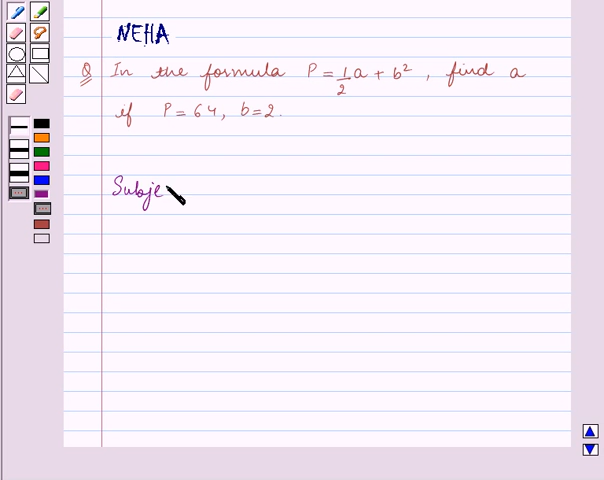 NEHA
Q In the formula P = 1/2 a + b², find a
if P = 64, b = 2.
Subje